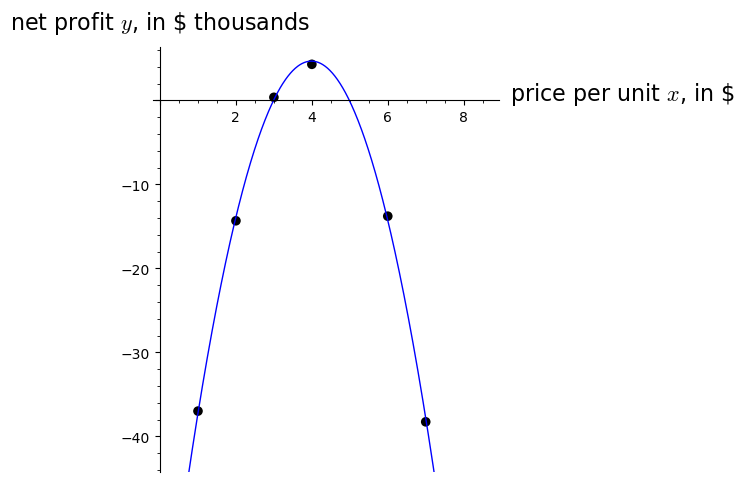 net profit y, in $ thousands
price per unit x, in $
2 4 6 8
−10
−20
−30
−40